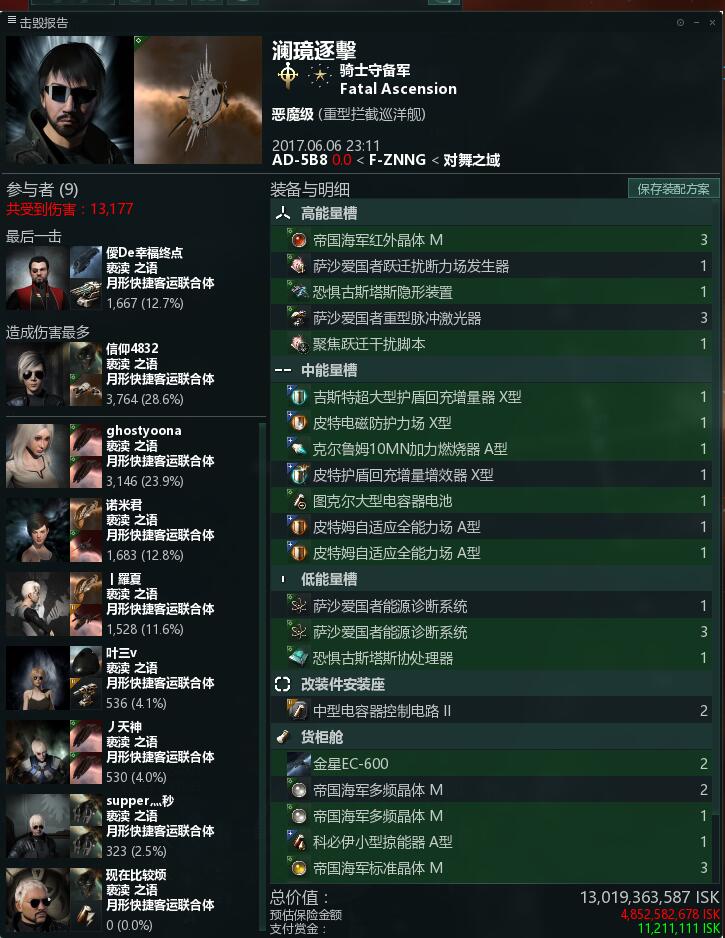 击毁报告
澜璄逐擊
骑士守备军
Fatal Ascension
恶魔级 (重型拦截巡洋舰)
2017.06.06 23:11
AD-5B8 0.0 < F-ZNNG < 对舞之域
参与者 (9)
共受到伤害：13,177
最后一击
儍De幸福终点
亵渎 之语
月形快捷客运联合体
1,667 (12.7%)
造成伤害最多
信仰4832
亵渎 之语
月形快捷客运联合体
3,764 (28.6%)
ghostyoona
亵渎 之语
月形快捷客运联合体
3,146 (23.9%)
诺米君
亵渎 之语
月形快捷客运联合体
1,683 (12.8%)
丨羅夏
亵渎 之语
月形快捷客运联合体
1,528 (11.6%)
叶三v
亵渎 之语
月形快捷客运联合体
536 (4.1%)
丿天神
亵渎 之语
月形快捷客运联合体
530 (4.0%)
supper灬秒
亵渎 之语
月形快捷客运联合体
323 (2.5%)
现在比较烦
亵渎 之语
月形快捷客运联合体
0 (0.0%)
装备与明细
保存装配方案
高能量槽
帝国海军红外晶体 M 3
萨沙爱国者跃迁扰断力场发生器 1
恐惧古斯塔斯隐形装置 1
萨沙爱国者重型脉冲激光器 3
聚焦跃迁干扰脚本 1
中能量槽
吉斯特超大型护盾回充增量器 X型 1
皮特电磁防护力场 X型 1
克尔鲁姆10MN加力燃烧器 A型 1
皮特护盾回充增量增效器 X型 1
图克尔大型电容器电池 1
皮特姆自适应全能力场 A型 1
皮特姆自适应全能力场 A型 1
低能量槽
萨沙爱国者能源诊断系统 1
萨沙爱国者能源诊断系统 3
恐惧古斯塔斯协处理器 1
改装件安装座
中型电容器控制电路 II 2
货柜舱
金星EC-600 2
帝国海军多频晶体 M 2
帝国海军多频晶体 M 1
科必伊小型掠能器 A型 1
帝国海军标准晶体 M 3
总价值： 13,019,363,587 ISK
预估保险金额 4,852,582,678 ISK
支付赏金： 11,211,111 ISK